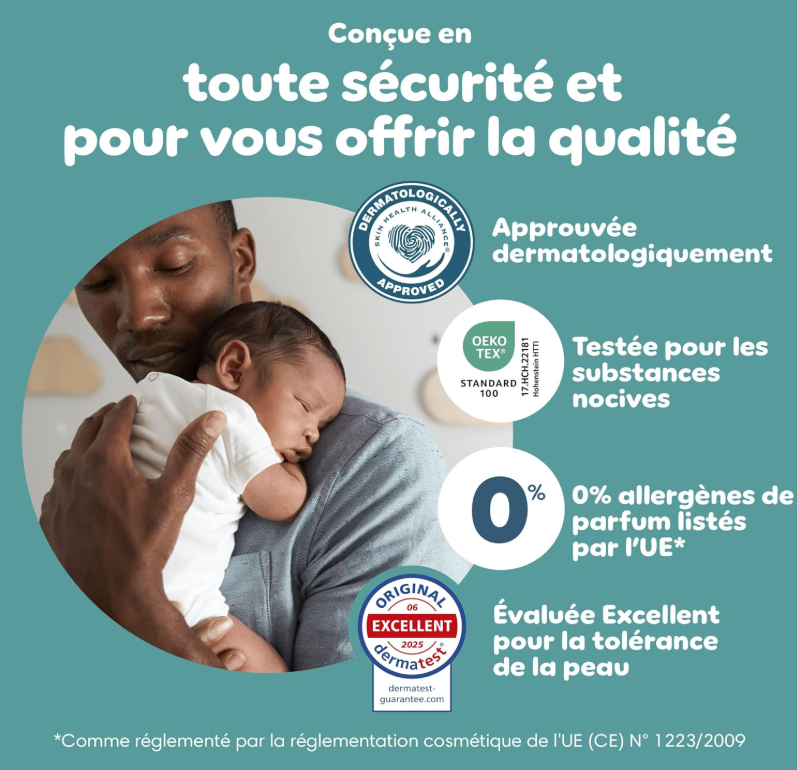 Conçue en
toute sécurité et
pour vous offrir la qualité
DERMATOLOGICALLY
SKIN HEALTH ALLIANCE®
APPROVED
Approuvée
dermatologiquement
OEKO
TEX®
STANDARD
100
17.HCH.22181
Hohenstein HTTI
Testée pour les
substances
nocives
0%
0% allergènes de
parfum listés
par l'UE*
ORIGINAL
06
EXCELLENT
2025
dermatest®
dermatest-
guarantee.com
Évaluée Excellent
pour la tolérance
de la peau
*Comme réglementé par la réglementation cosmétique de l'UE (CE) N° 1223/2009